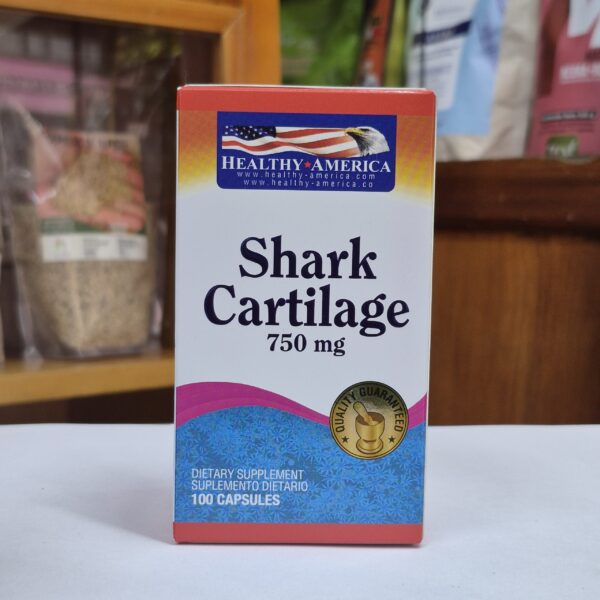 HEALTHY★AMERICA
www.healthy-america.com
www.healthy-america.co
Shark
Cartilage
750 mg
QUALITY GUARANTEED
DIETARY SUPPLEMENT
SUPLEMENTO DIETARIO
100 CAPSULES